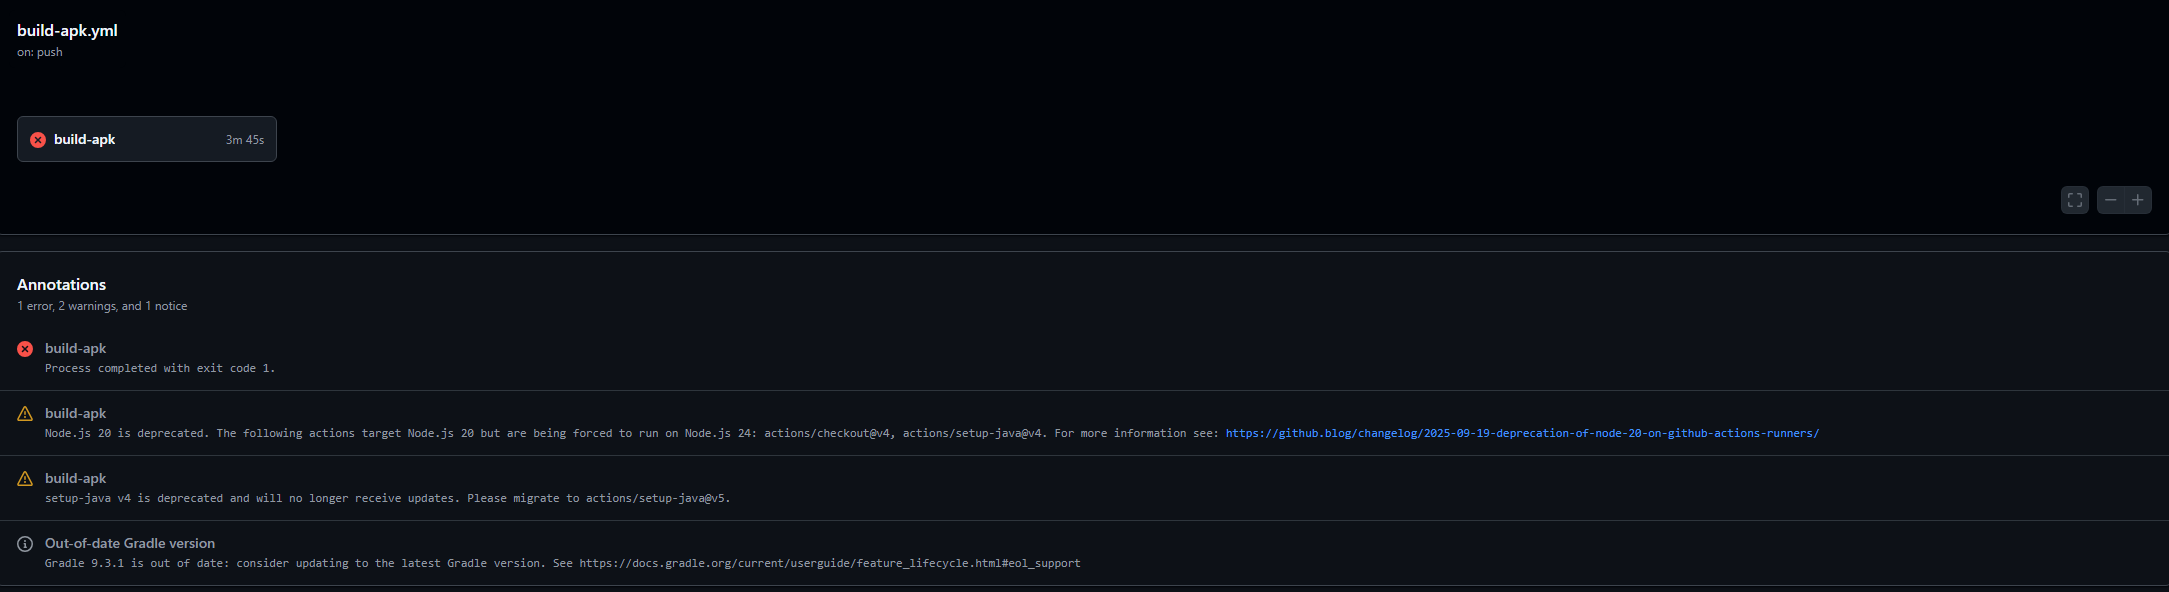 build-apk.yml
on: push
build-apk 3m 45s
Annotations
1 error, 2 warnings, and 1 notice
build-apk
Process completed with exit code 1.
build-apk
Node.js 20 is deprecated. The following actions target Node.js 20 but are being forced to run on Node.js 24: actions/checkout@v4, actions/setup-java@v4. For more information see: https://github.blog/changelog/2025-09-19-deprecation-of-node-20-on-github-actions-runners/
build-apk
setup-java v4 is deprecated and will no longer receive updates. Please migrate to actions/setup-java@v5.
Out-of-date Gradle version
Gradle 9.3.1 is out of date: consider updating to the latest Gradle version. See https://docs.gradle.org/current/userguide/feature_lifecycle.html#eol_support